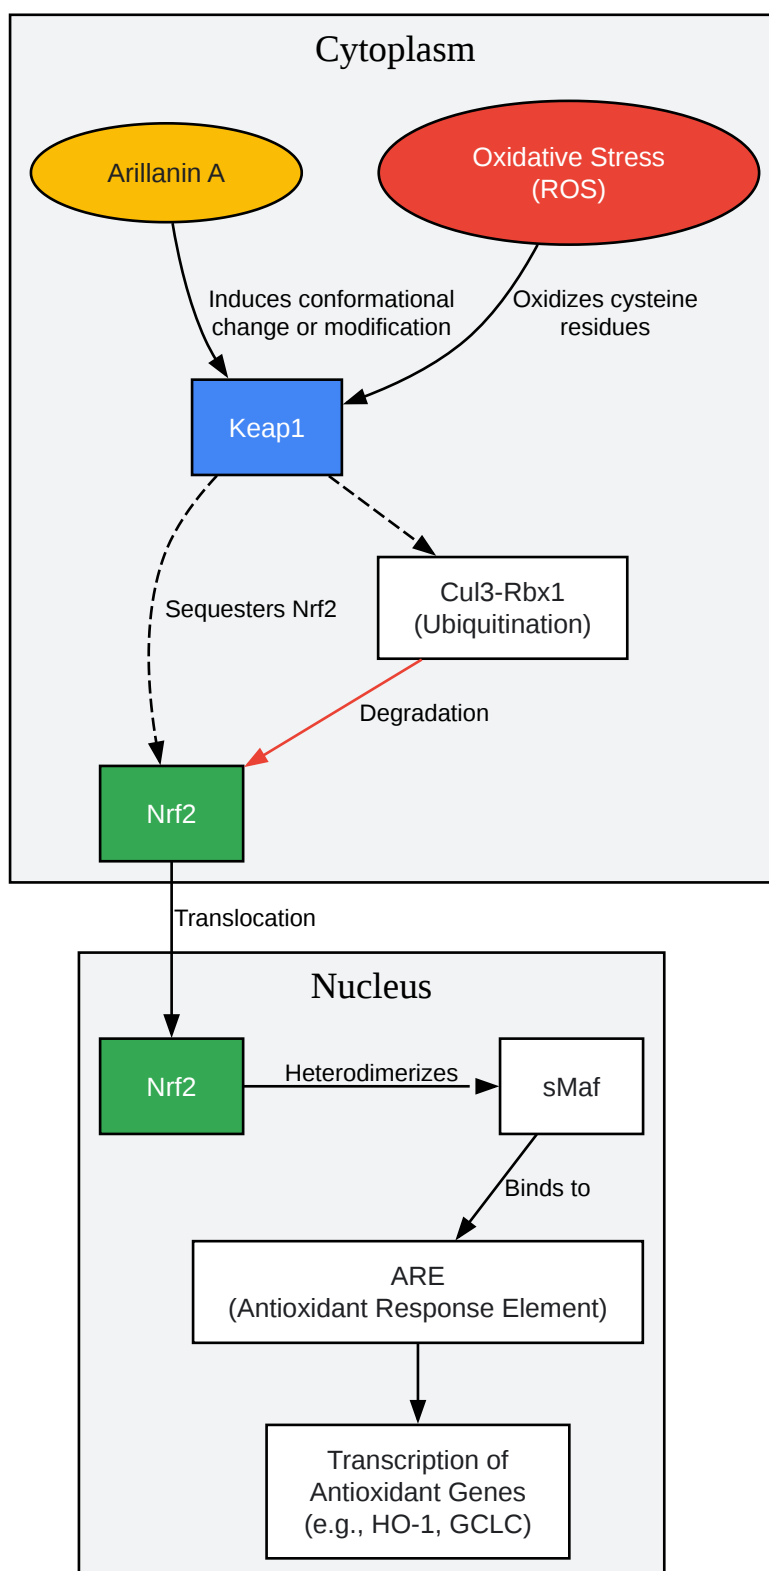 Cytoplasm
Arillanin A
Oxidative Stress
(ROS)
Induces conformational
change or modification
Oxidizes cysteine
residues
Keap1
Cul3-Rbx1
(Ubiquitination)
Sequesters Nrf2
Degradation
Nrf2
Translocation
Nucleus
Nrf2
Heterodimerizes
sMaf
Binds to
ARE
(Antioxidant Response Element)
Transcription of
Antioxidant Genes
(e.g., HO-1, GCLC)